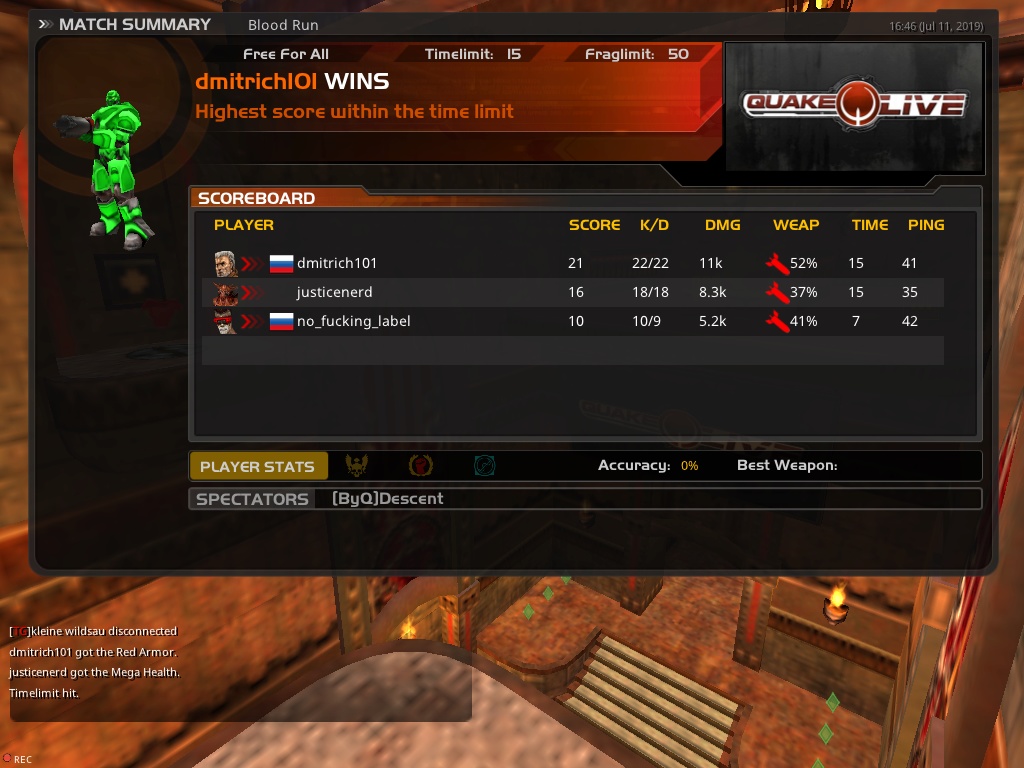 MATCH SUMMARY Blood Run 16:46 (Jul 11, 2019)
Free For All Timelimit: 15 Fraglimit: 50
dmitrich101 WINS
Highest score within the time limit
QUAKE LIVE
SCOREBOARD
PLAYER SCORE K/D DMG WEAP TIME PING
dmitrich101 21 22/22 11k 52% 15 41
justicenerd 16 18/18 8.3k 37% 15 35
no_fucking_label 10 10/9 5.2k 41% 7 42
PLAYER STATS Accuracy: 0% Best Weapon:
SPECTATORS [ByQ]Descent
[TG]kleine wildsau disconnected
dmitrich101 got the Red Armor.
justicenerd got the Mega Health.
Timelimit hit.
REC